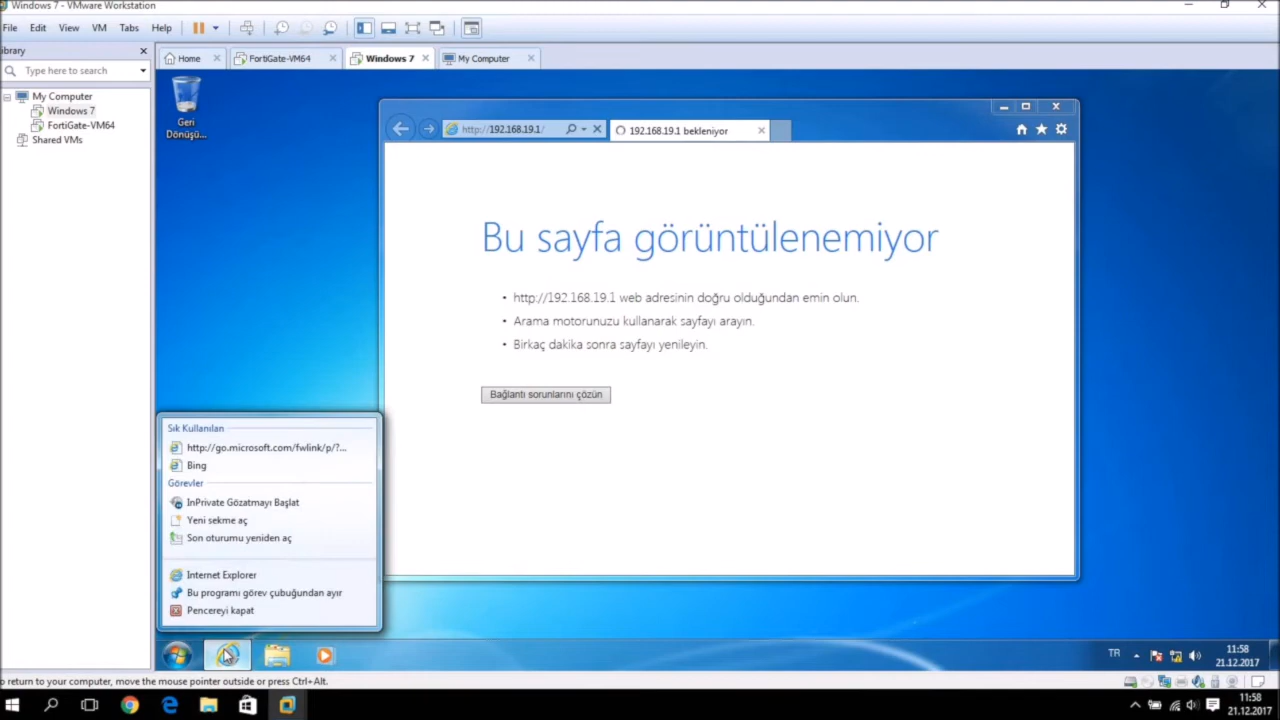 Windows 7 - VMware Workstation
File Edit View VM Tabs Help
ibrary
Type here to search
My Computer
Windows 7
FortiGate-VM64
Shared VMs
Home
FortiGate-VM64
Windows 7
My Computer
Geri
Dönüşü...
http://192.168.19.1/
192.168.19.1 bekleniyor
Bu sayfa görüntülenemiyor
• http://192.168.19.1 web adresinin doğru olduğundan emin olun.
• Arama motorunuzu kullanarak sayfayı arayın.
• Birkaç dakika sonra sayfayı yenileyin.
Bağlantı sorunlarını çözün
Sık Kullanılan
http://go.microsoft.com/fwlink/p/?...
Bing
Görevler
InPrivate Gözatmayı Başlat
Yeni sekme aç
Son oturumu yeniden aç
Internet Explorer
Bu programı görev çubuğundan ayır
Pencereyi kapat
TR
11:58
21.12.2017
o return to your computer, move the mouse pointer outside or press Ctrl+Alt.
11:58
21.12.2017